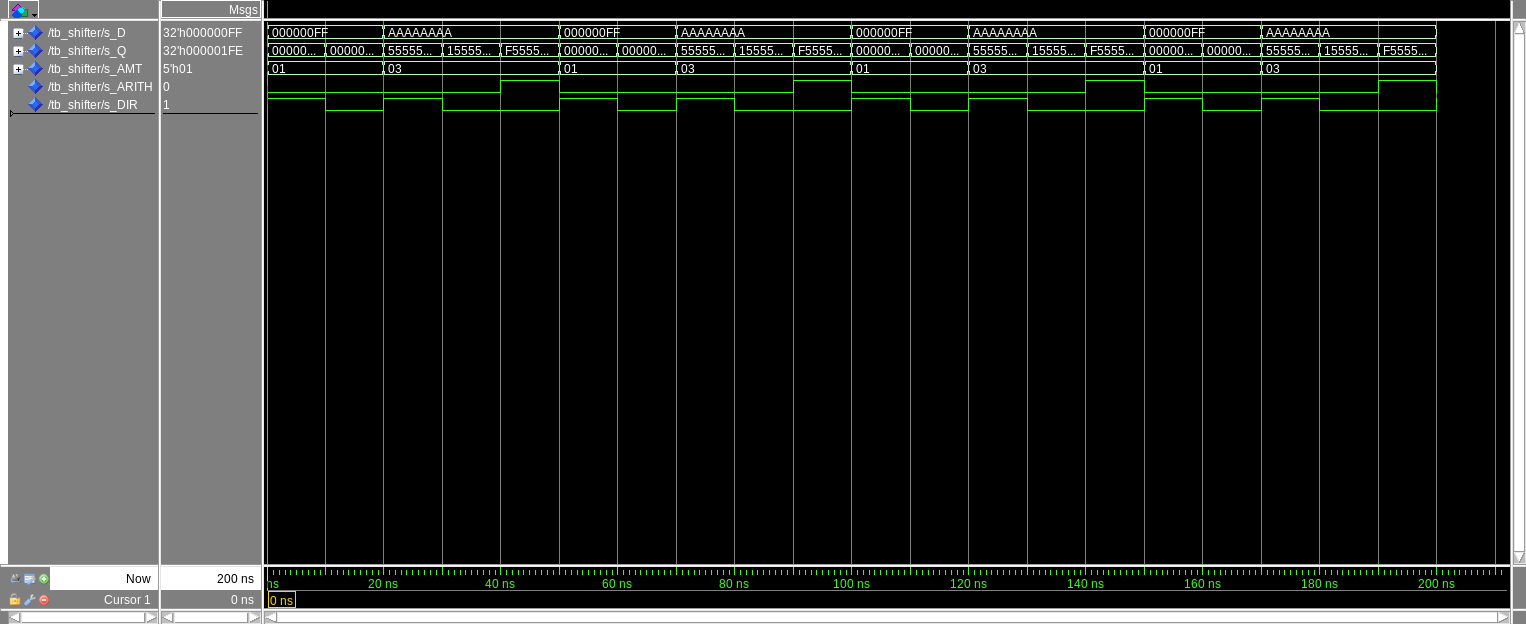 Msgs
/tb_shifter/s_D 32'h000000FF 000000FF AAAAAAAA 000000FF AAAAAAAA 000000FF AAAAAAAA 000000FF AAAAAAAA
/tb_shifter/s_Q 32'h000001FE 00000... 00000... 55555... 15555... F5555... 00000... 00000... 55555... 15555... F5555... 00000... 00000... 55555... 15555... F5555... 00000... 00000... 55555... 15555... F5555...
/tb_shifter/s_AMT 5'h01 01 03 01 03 01 03 01 03
/tb_shifter/s_ARITH 0
/tb_shifter/s_DIR 1
Now 200 ns ns 20 ns 40 ns 60 ns 80 ns 100 ns 120 ns 140 ns 160 ns 180 ns 200 ns
Cursor 1 0 ns 0 ns